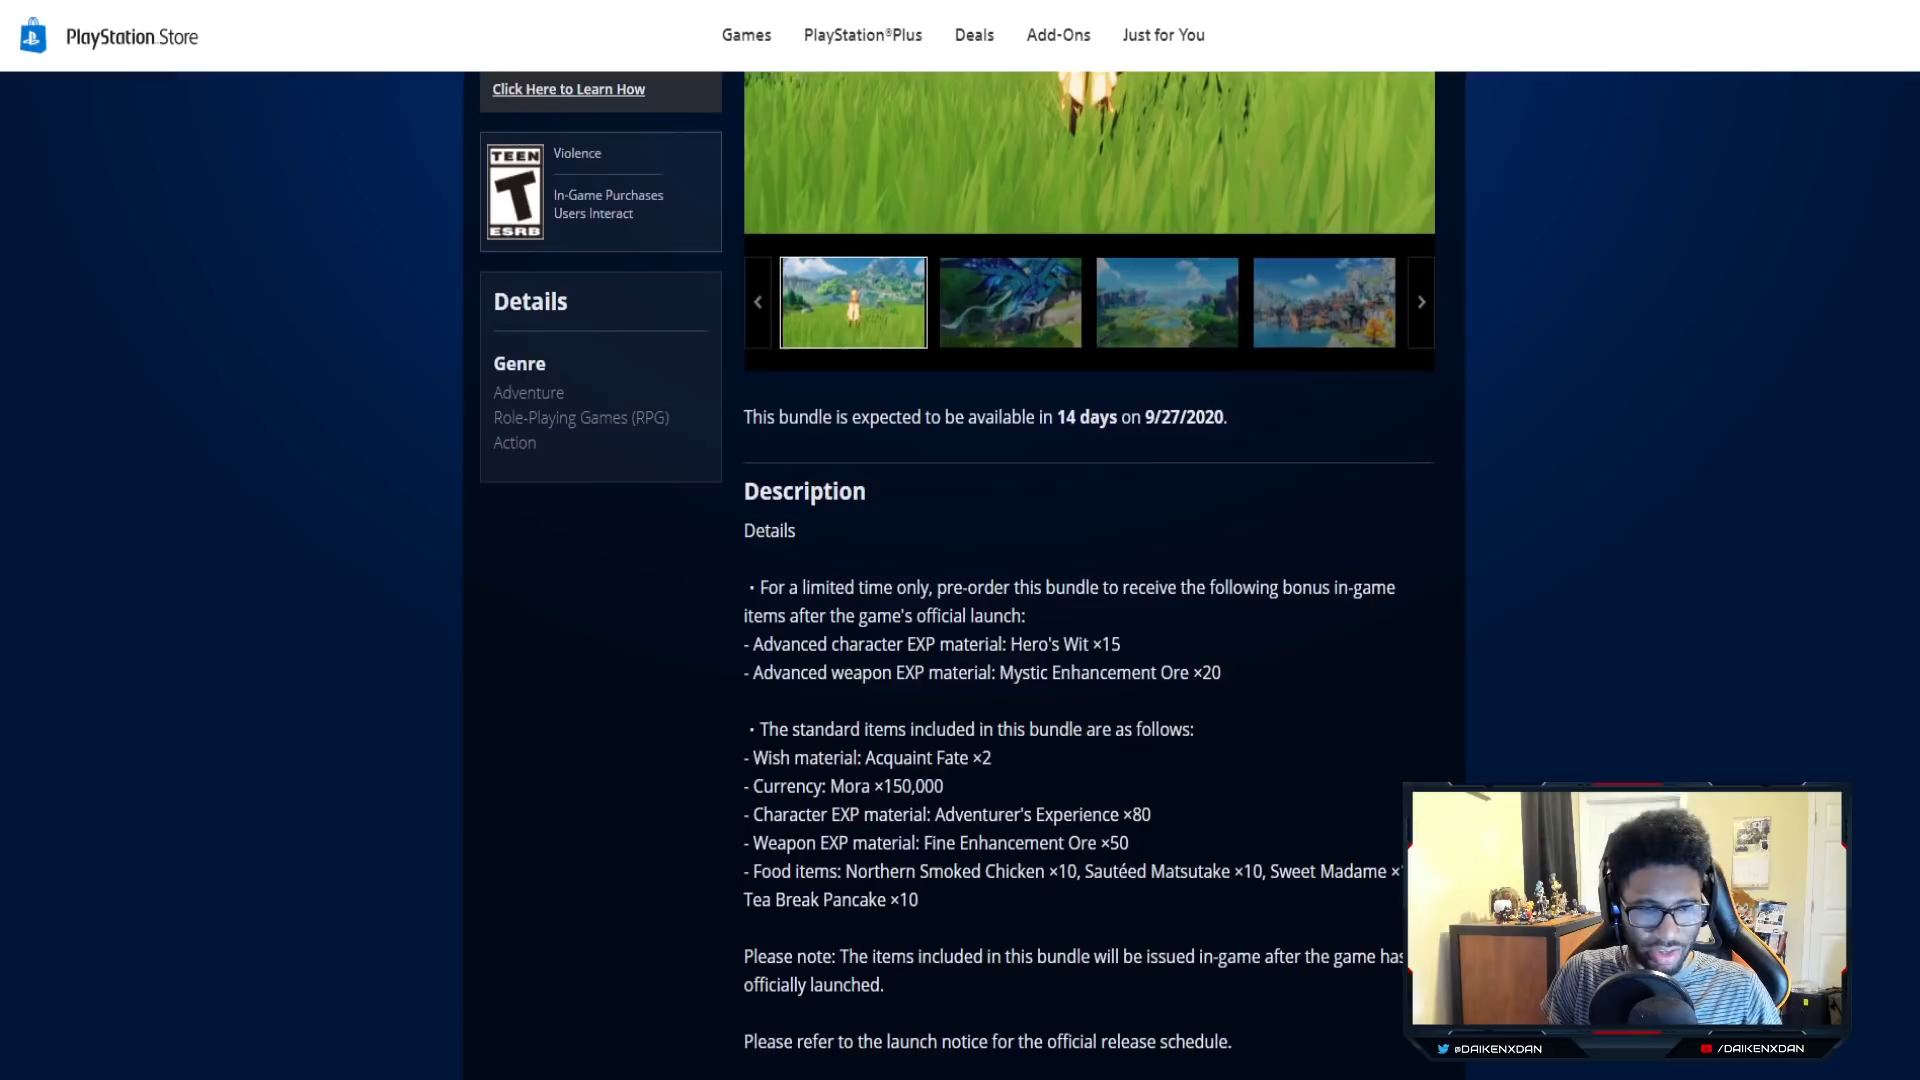 PlayStation.Store
Games
PlayStation®Plus
Deals
Add-Ons
Just for You
Click Here to Learn How
TEEN
T
ESRB
Violence
In-Game Purchases
Users Interact
Details
Genre
Adventure
Role-Playing Games (RPG)
Action
This bundle is expected to be available in 14 days on 9/27/2020.
Description
Details
・For a limited time only, pre-order this bundle to receive the following bonus in-game
items after the game's official launch:
- Advanced character EXP material: Hero's Wit ×15
- Advanced weapon EXP material: Mystic Enhancement Ore ×20
・The standard items included in this bundle are as follows:
- Wish material: Acquaint Fate ×2
- Currency: Mora ×150,000
- Character EXP material: Adventurer's Experience ×80
- Weapon EXP material: Fine Enhancement Ore ×50
- Food items: Northern Smoked Chicken ×10, Sautéed Matsutake ×10, Sweet Madame
Tea Break Pancake ×10
Please note: The items included in this bundle will be issued in-game after the game has
officially launched.
Please refer to the launch notice for the official release schedule.
@DAIKENXDAN
/DAIKENXDAN